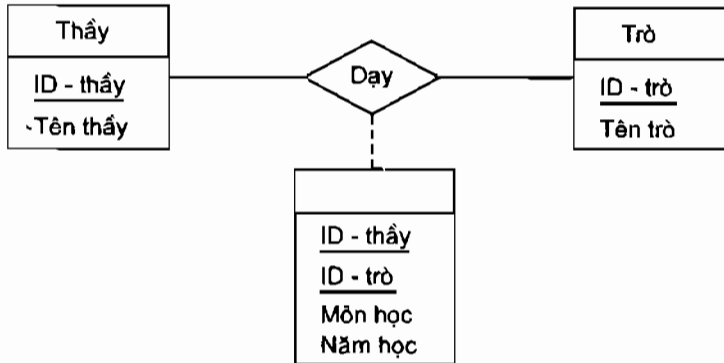 Thầy
ID - thầy
Tên thầy
Dạy
Trò
ID - trò
Tên trò
ID - thầy
ID - trò
Môn học
Năm học